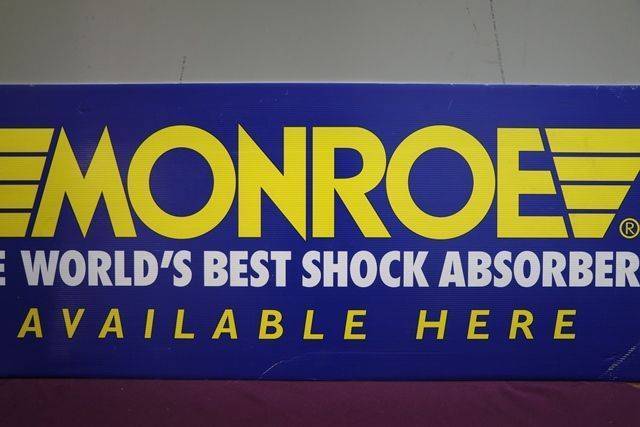 MONROE®
E WORLD'S BEST SHOCK ABSORBER
AVAILABLE HERE